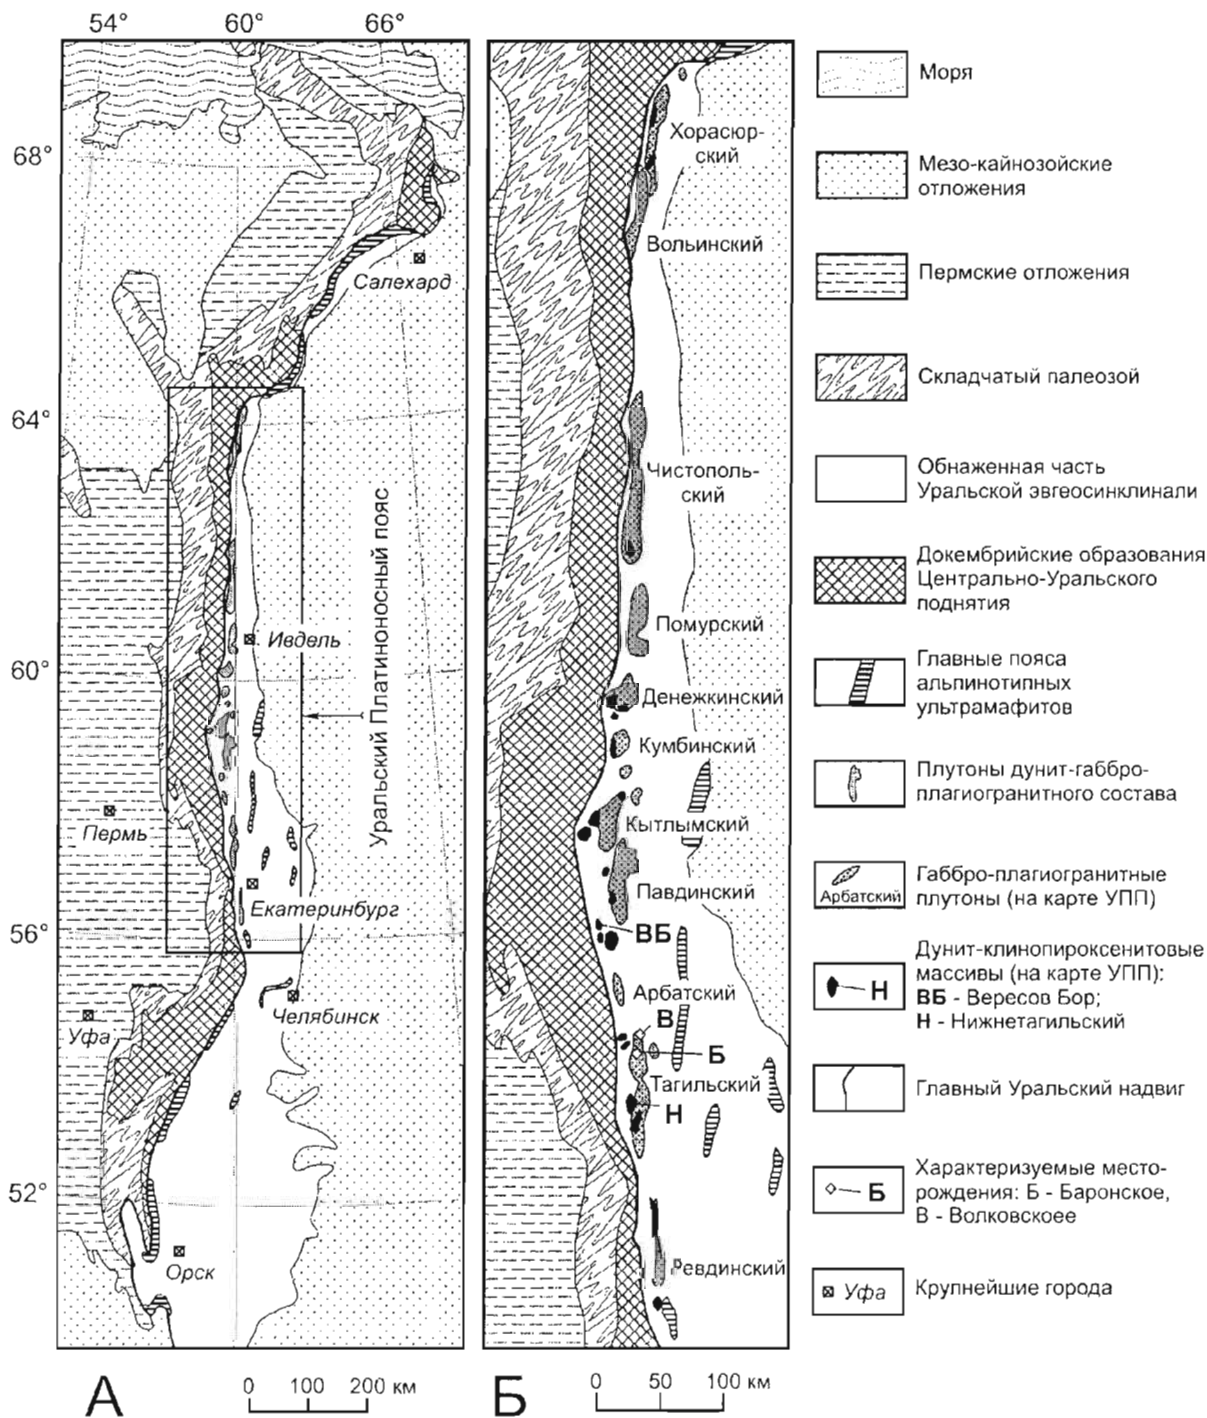 54° 60° 66°
68°
64°
60°
56°
52°
Салехард
Ивдель
Пермь
Екатеринбург
Челябинск
Уфа
Орск
Уральский Платиноносный пояс
А
0 100 200 км
Хорасюр-
ский
Вольинский
Чистополь-
ский
Помурский
Денежкинский
Кумбинский
Кытлымский
Павдинский
ВБ
Арбатский
В
Б
Тагильский
Н
Ревдинский
Б
0 50 100 км
Моря
Мезо-кайнозойские
отложения
Пермские отложения
Складчатый палеозой
Обнаженная часть
Уральской эвгеосинклинали
Докембрийские образования
Центрально-Уральского
поднятия
Главные пояса
альпинотипных
ультрамафитов
Плутоны дунит-габбро-
плагиогранитного состава
Арбатский
Габбро-плагиогранитные
плутоны (на карте УПП)
Н
Дунит-клинопироксенитовые
массивы (на карте УПП):
ВБ - Вересов Бор;
Н - Нижнетагильский
Главный Уральский надвиг
Б
Характеризуемые место-
рождения: Б - Баронское,
В - Волковскоее
Уфа
Крупнейшие города